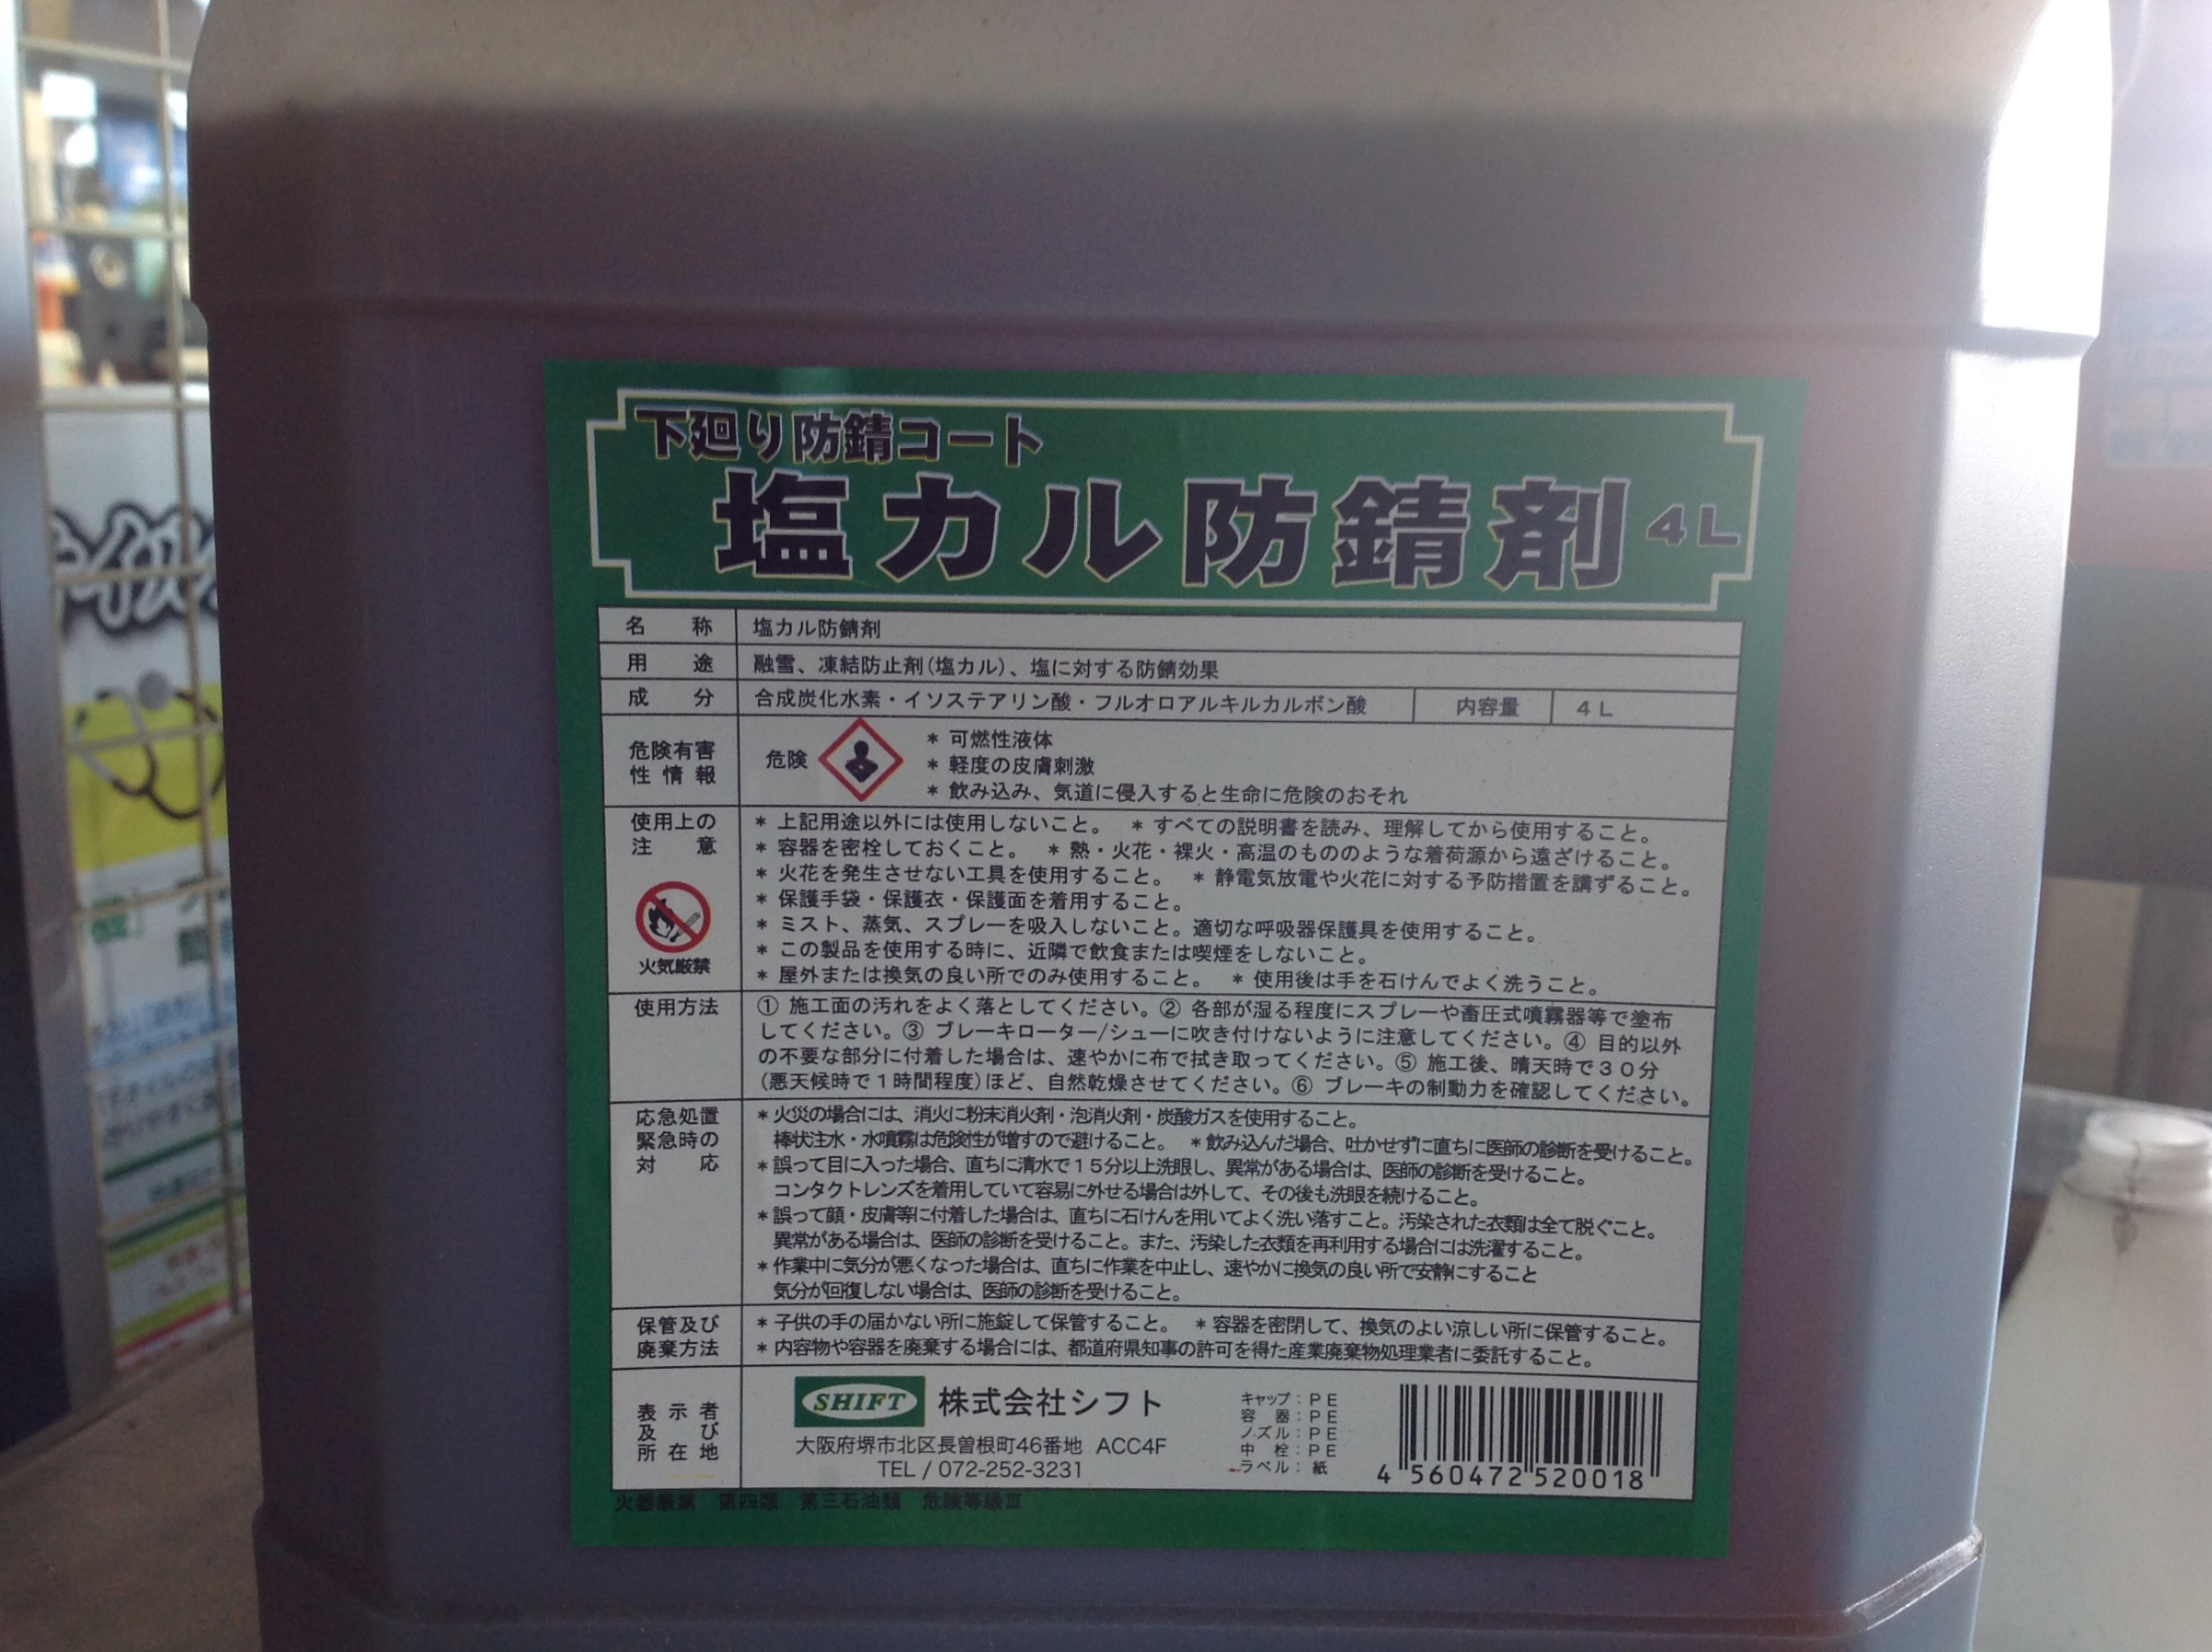 下廻り防錆コート
塩カル防錆剤 4L
名称 塩カル防錆剤
用途 融雪、凍結防止剤(塩カル)、塩に対する防錆効果
成分 合成炭化水素・イソステアリン酸・フルオロアルキルカルボン酸 内容量 4L
危険有害性情報 危険
* 可燃性液体
* 軽度の皮膚刺激
* 飲み込み、気道に侵入すると生命に危険のおそれ
使用上の注意
* 上記用途以外には使用しないこと。 * すべての説明書を読み、理解してから使用すること。
* 容器を密栓しておくこと。 * 熱・火花・裸火・高温のもののような着荷源から遠ざけること。
* 火花を発生させない工具を使用すること。 * 静電気放電や火花に対する予防措置を講ずること。
* 保護手袋・保護衣・保護面を着用すること。
* ミスト、蒸気、スプレーを吸入しないこと。適切な呼吸器保護具を使用すること。
* この製品を使用する時に、近隣で飲食または喫煙をしないこと。
* 屋外または換気の良い所でのみ使用すること。 * 使用後は手を石けんでよく洗うこと。
火気厳禁
使用方法
① 施工面の汚れをよく落としてください。② 各部が湿る程度にスプレーや畜圧式噴霧器等で塗布
してください。③ ブレーキローター/シューに吹き付けないように注意してください。④ 目的以外
の不要な部分に付着した場合は、速やかに布で拭き取ってください。⑤ 施工後、晴天時で30分
(悪天候時で1時間程度)ほど、自然乾燥させてください。⑥ ブレーキの制動力を確認してください。
応急処置
緊急時の
対応
* 火災の場合には、消火に粉末消火剤・泡消火剤・炭酸ガスを使用すること。
棒状注水・水噴霧は危険性が増すので避けること。 * 飲み込んだ場合、吐かせずに直ちに医師の診断を受けること。
* 誤って目に入った場合、直ちに清水で15分以上洗眼し、異常がある場合は、医師の診断を受けること。
コンタクトレンズを着用していて容易に外せる場合は外して、その後も洗眼を続けること。
* 誤って顔・皮膚等に付着した場合は、直ちに石けんを用いてよく洗い落すこと。汚染された衣類は全て脱ぐこと。
異常がある場合は、医師の診断を受けること。また、汚染した衣類を再利用する場合には洗濯すること。
* 作業中に気分が悪くなった場合は、直ちに作業を中止し、速やかに換気の良い所で安静にすること
気分が回復しない場合は、医師の診断を受けること。
保管及び
廃棄方法
* 子供の手の届かない所に施錠して保管すること。 * 容器を密閉して、換気のよい涼しい所に保管すること。
* 内容物や容器を廃棄する場合には、都道府県知事の許可を得た産業廃棄物処理業者に委託すること。
表示者
及び
所在地
SHIFT 株式会社シフト
大阪府堺市北区長曽根町46番地 ACC4F
TEL / 072-252-3231
キャップ：PE
容器：PE
ノズル：PE
中栓：PE
ラベル：紙
4 560472 520018
火器厳禁 第四類 第三石油類 危険等級Ⅲ